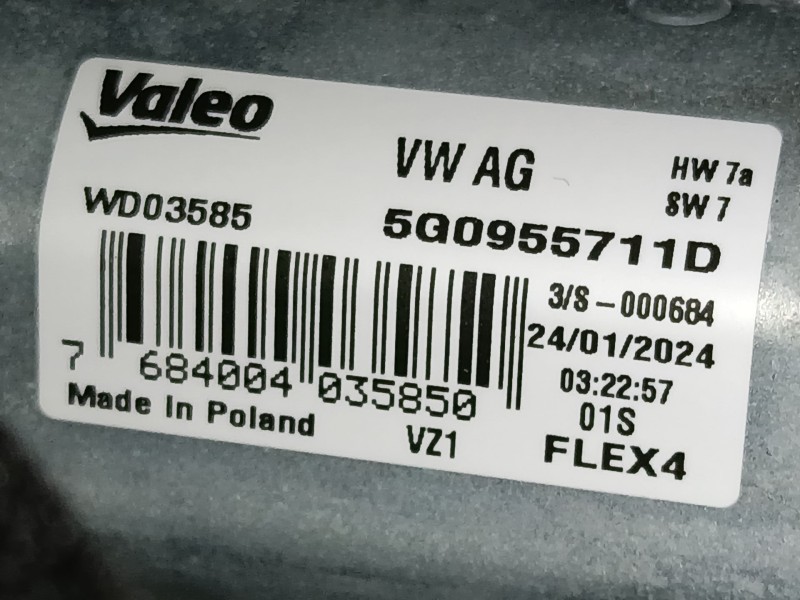 Valeo
VW AG
HW 7a
SW 7
WD03585
5G0955711D
3/S-000684
24/01/2024
03:22:57
01S
7 684004 035850
Made In Poland
VZ1
FLEX4